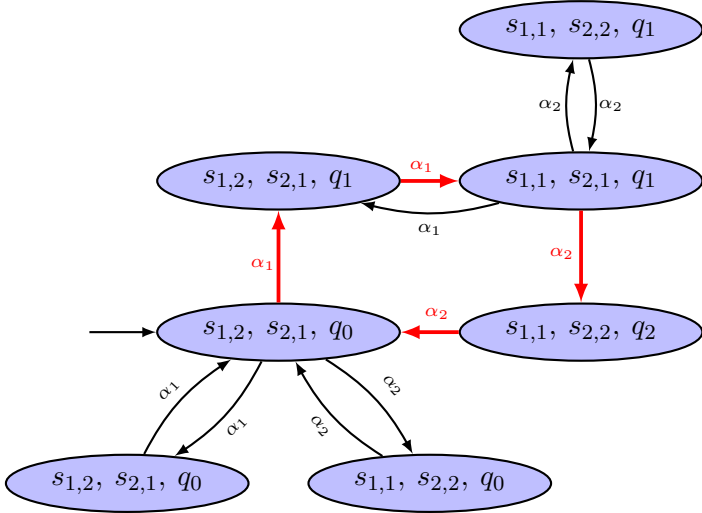 s₁,₁, s₂,₂, q₁
α₂ α₂
s₁,₂, s₂,₁, q₁
α₁
s₁,₁, s₂,₁, q₁
α₁
α₁
α₂
s₁,₂, s₂,₁, q₀
α₂
s₁,₁, s₂,₂, q₂
α₁
α₁
α₂
α₂
s₁,₂, s₂,₁, q₀
s₁,₁, s₂,₂, q₀